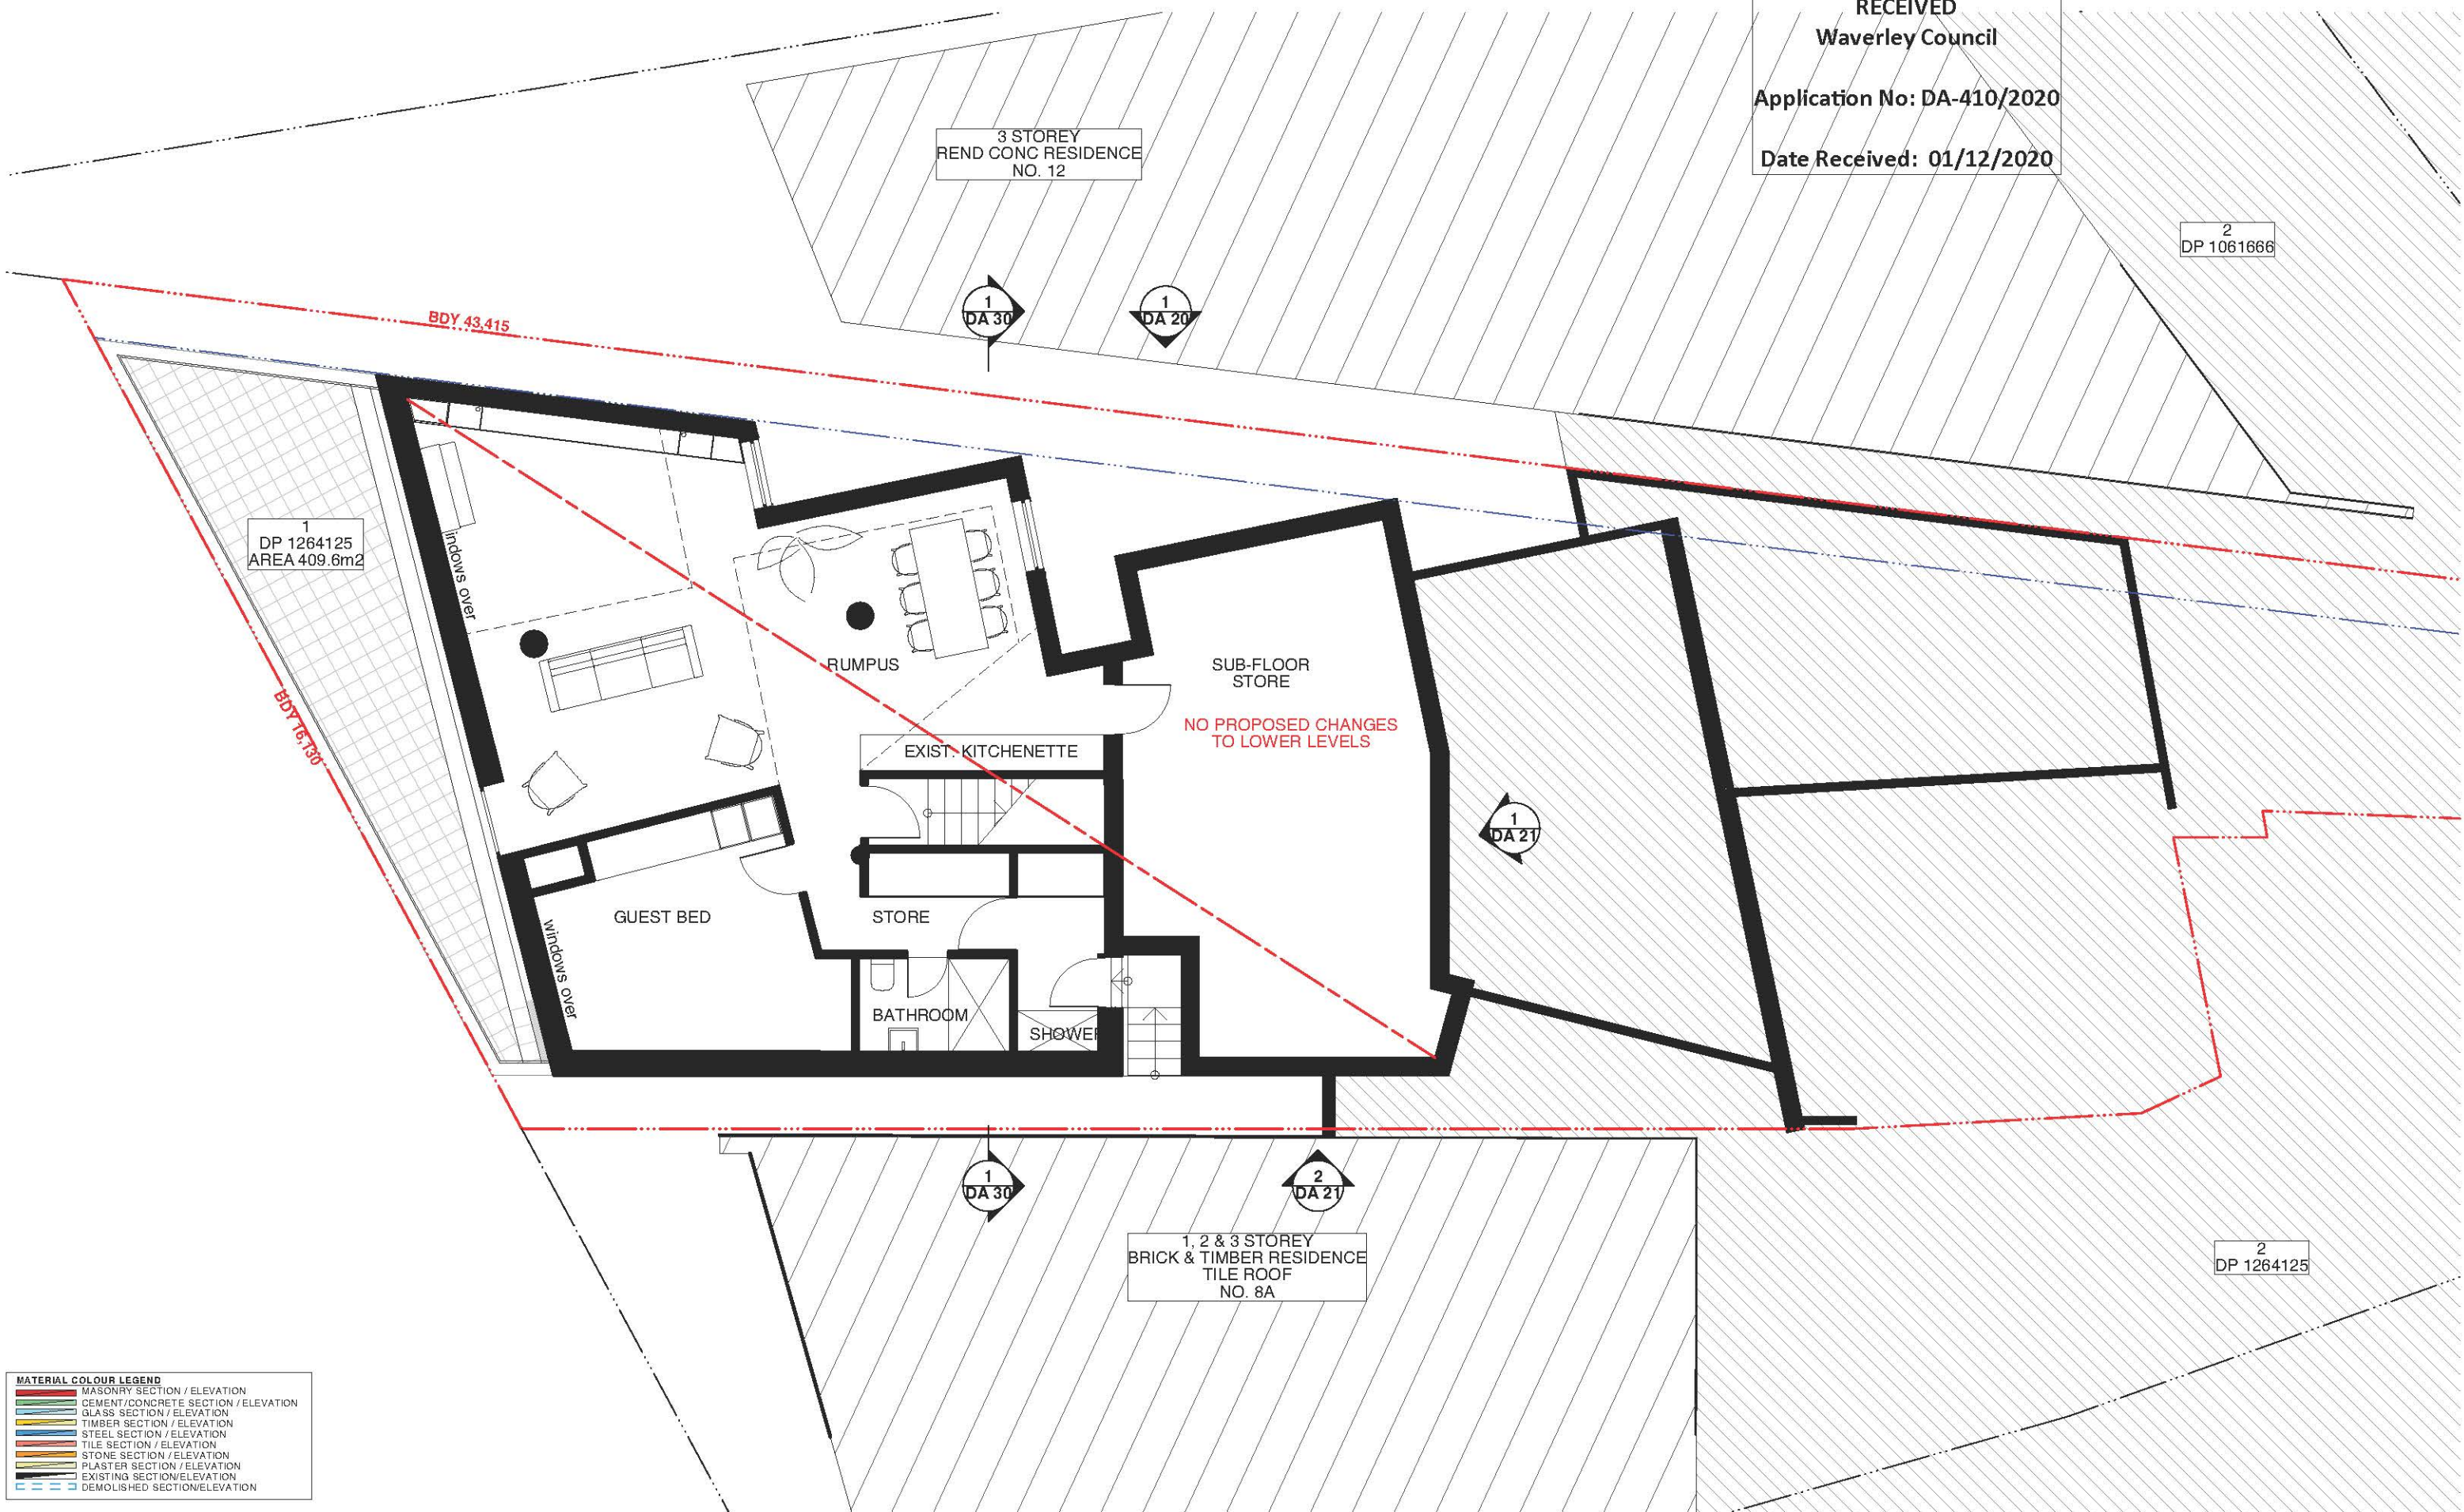 RECEIVED
Waverley Council
Application No: DA-410/2020
Date Received: 01/12/2020
3 STOREY
REND CONC RESIDENCE
NO. 12
2
DP 1061666
1
DA 30
1
DA 20
BDY 43,415
1
DP 1264125
AREA 409.6m2
indows over
BDY 16,130
RUMPUS
SUB-FLOOR
STORE
NO PROPOSED CHANGES
TO LOWER LEVELS
EXIST. KITCHENETTE
1
DA 21
GUEST BED
STORE
windows over
BATHROOM
SHOWER
1
DA 30
2
DA 21
1, 2 & 3 STOREY
BRICK & TIMBER RESIDENCE
TILE ROOF
NO. 8A
2
DP 1264125
MATERIAL COLOUR LEGEND
MASONRY SECTION / ELEVATION
CEMENT/CONCRETE SECTION / ELEVATION
GLASS SECTION / ELEVATION
TIMBER SECTION / ELEVATION
STEEL SECTION / ELEVATION
TILE SECTION / ELEVATION
STONE SECTION / ELEVATION
PLASTER SECTION / ELEVATION
EXISTING SECTION/ELEVATION
DEMOLISHED SECTION/ELEVATION